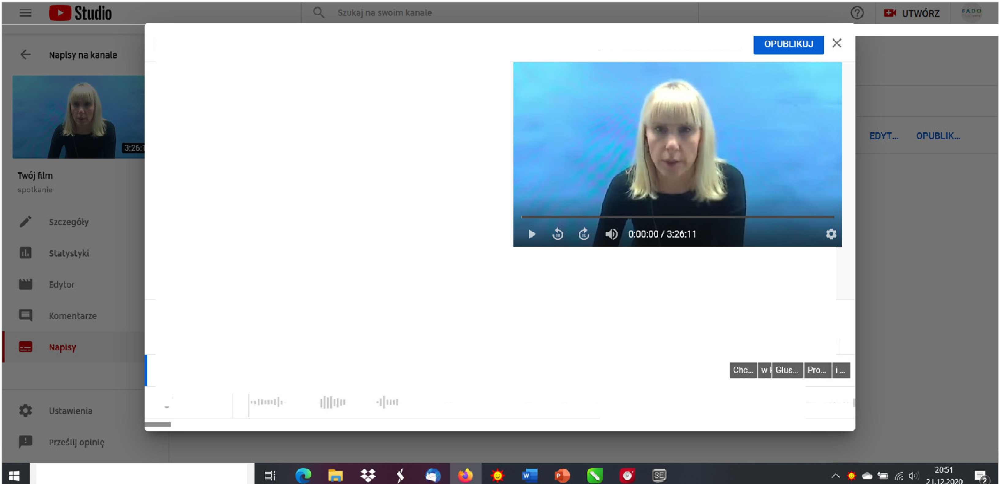 Studio
Szukaj na swoim kanale
UTWÓRZ
FADO
OPUBLIKUJ
Napisy na kanale
EDYT... OPUBLIK...
3:26:1
Twój film
spotkanie
0:00:00 / 3:26:11
Szczegóły
Statystyki
Edytor
Komentarze
Napisy
Chc... w Głus... Pro... i ...
Ustawienia
Prześlij opinię
SE
20:51
21.12.2020
2